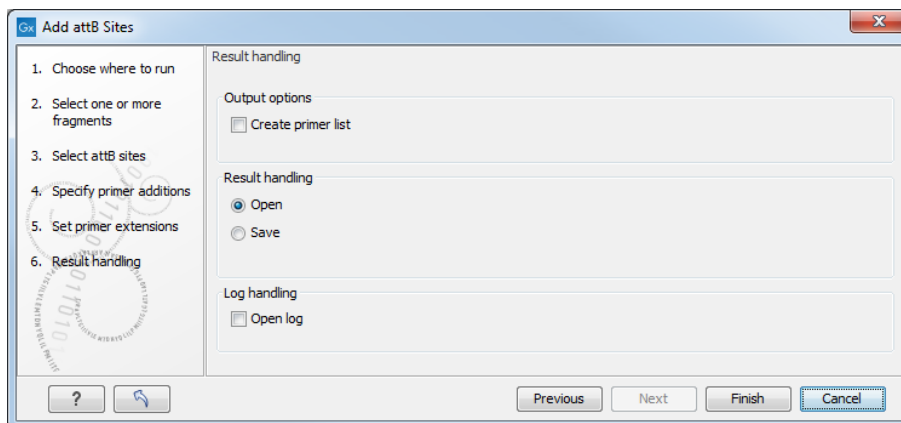 Gx Add attB Sites
1. Choose where to run
2. Select one or more
fragments
3. Select attB sites
4. Specify primer additions
5. Set primer extensions
6. Result handling
Result handling
Output options
Create primer list
Result handling
Open
Save
Log handling
Open log
?
Previous
Next
Finish
Cancel